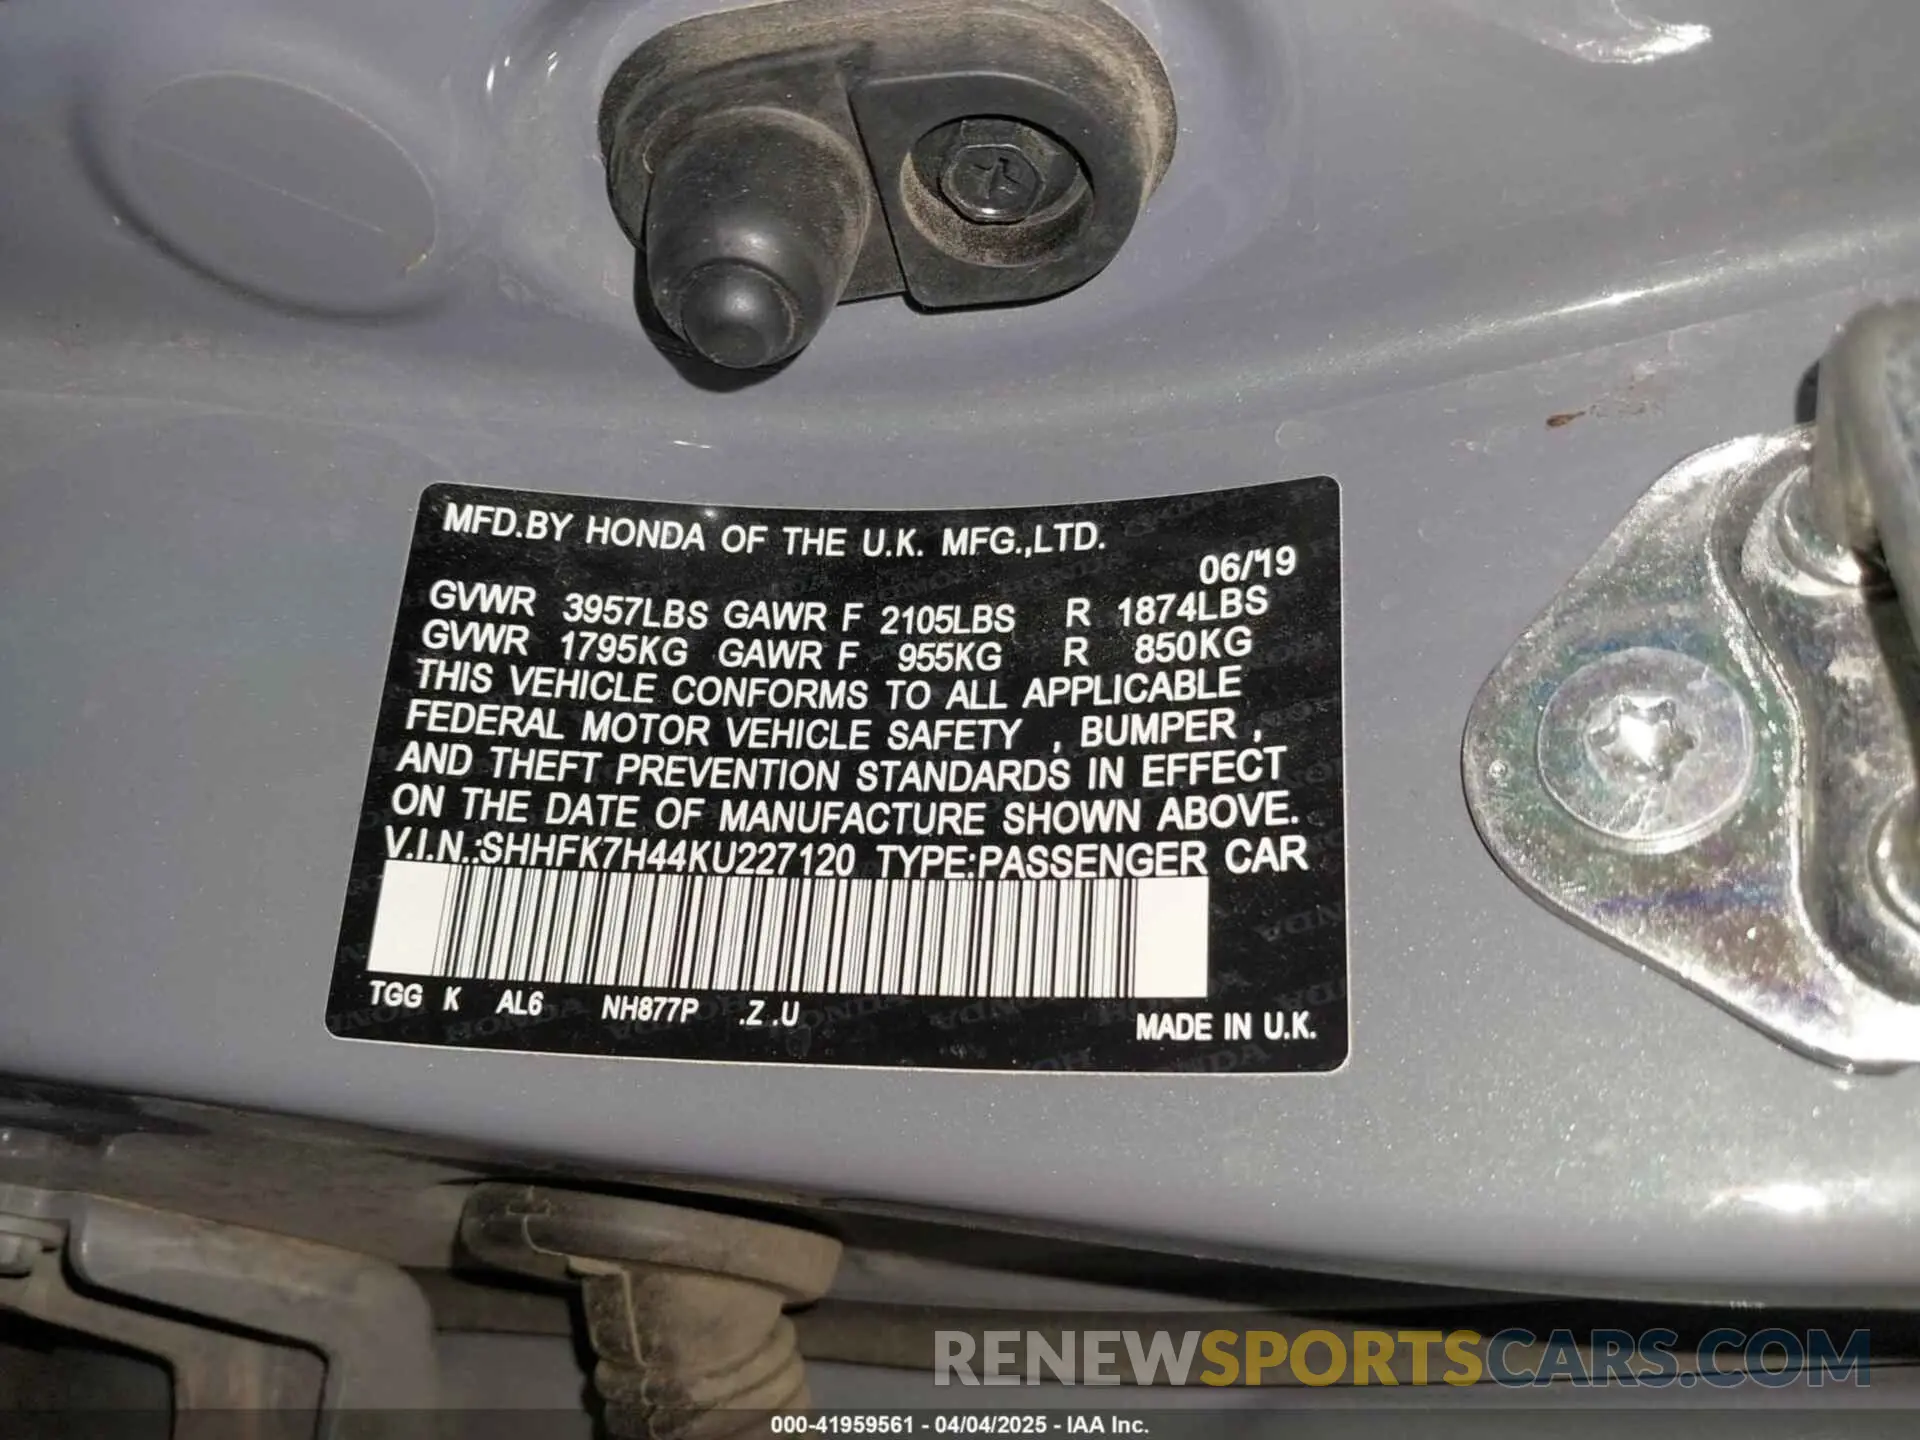 MFD.BY HONDA OF THE U.K. MFG.,LTD.
06/'19
GVWR 3957LBS GAWR F 2105LBS R 1874LBS
GVWR 1795KG GAWR F 955KG R 850KG
THIS VEHICLE CONFORMS TO ALL APPLICABLE
FEDERAL MOTOR VEHICLE SAFETY , BUMPER ,
AND THEFT PREVENTION STANDARDS IN EFFECT
ON THE DATE OF MANUFACTURE SHOWN ABOVE.
V.I.N.:SHHFK7H44KU227120 TYPE:PASSENGER CAR
TGG K AL6 NH877P .Z .U
MADE IN U.K.
RENEWSPORTSCARS.COM
000-41959561 - 04/04/2025 - IAA Inc.